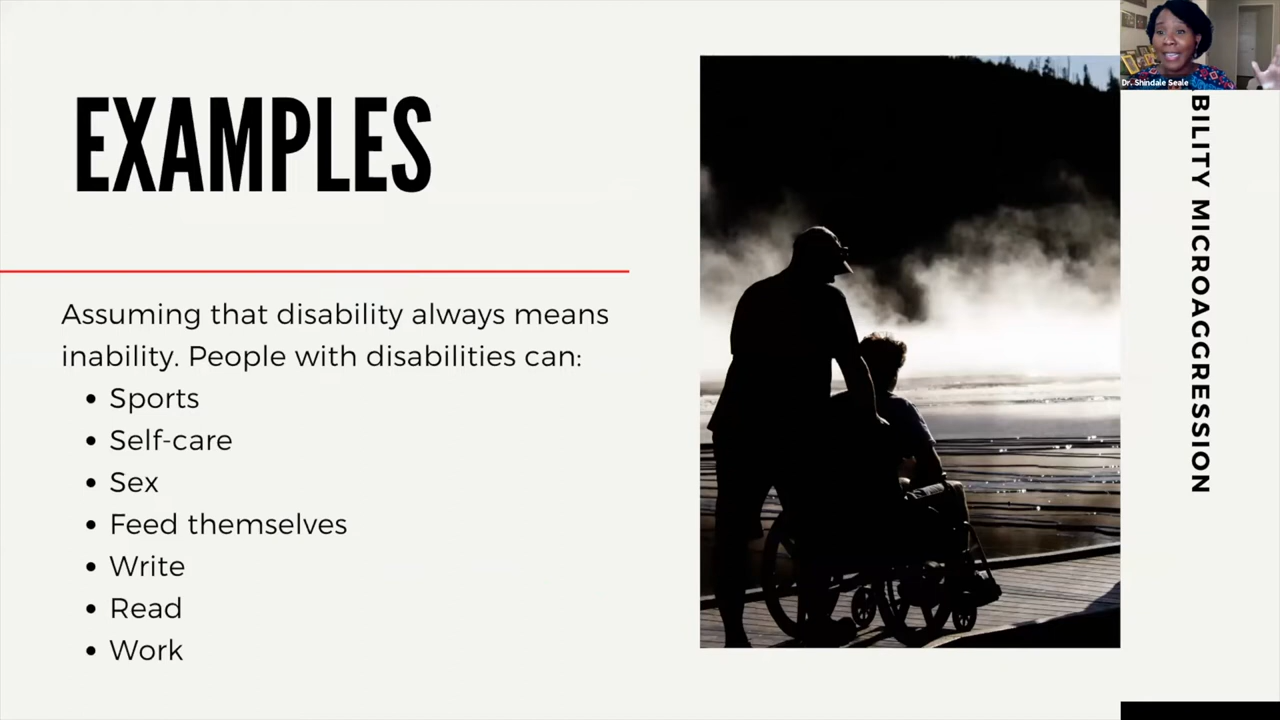 EXAMPLES
Assuming that disability always means
inability. People with disabilities can:
• Sports
• Self-care
• Sex
• Feed themselves
• Write
• Read
• Work
Dr. Shindale Seale
BILITY MICROAGGRESSION